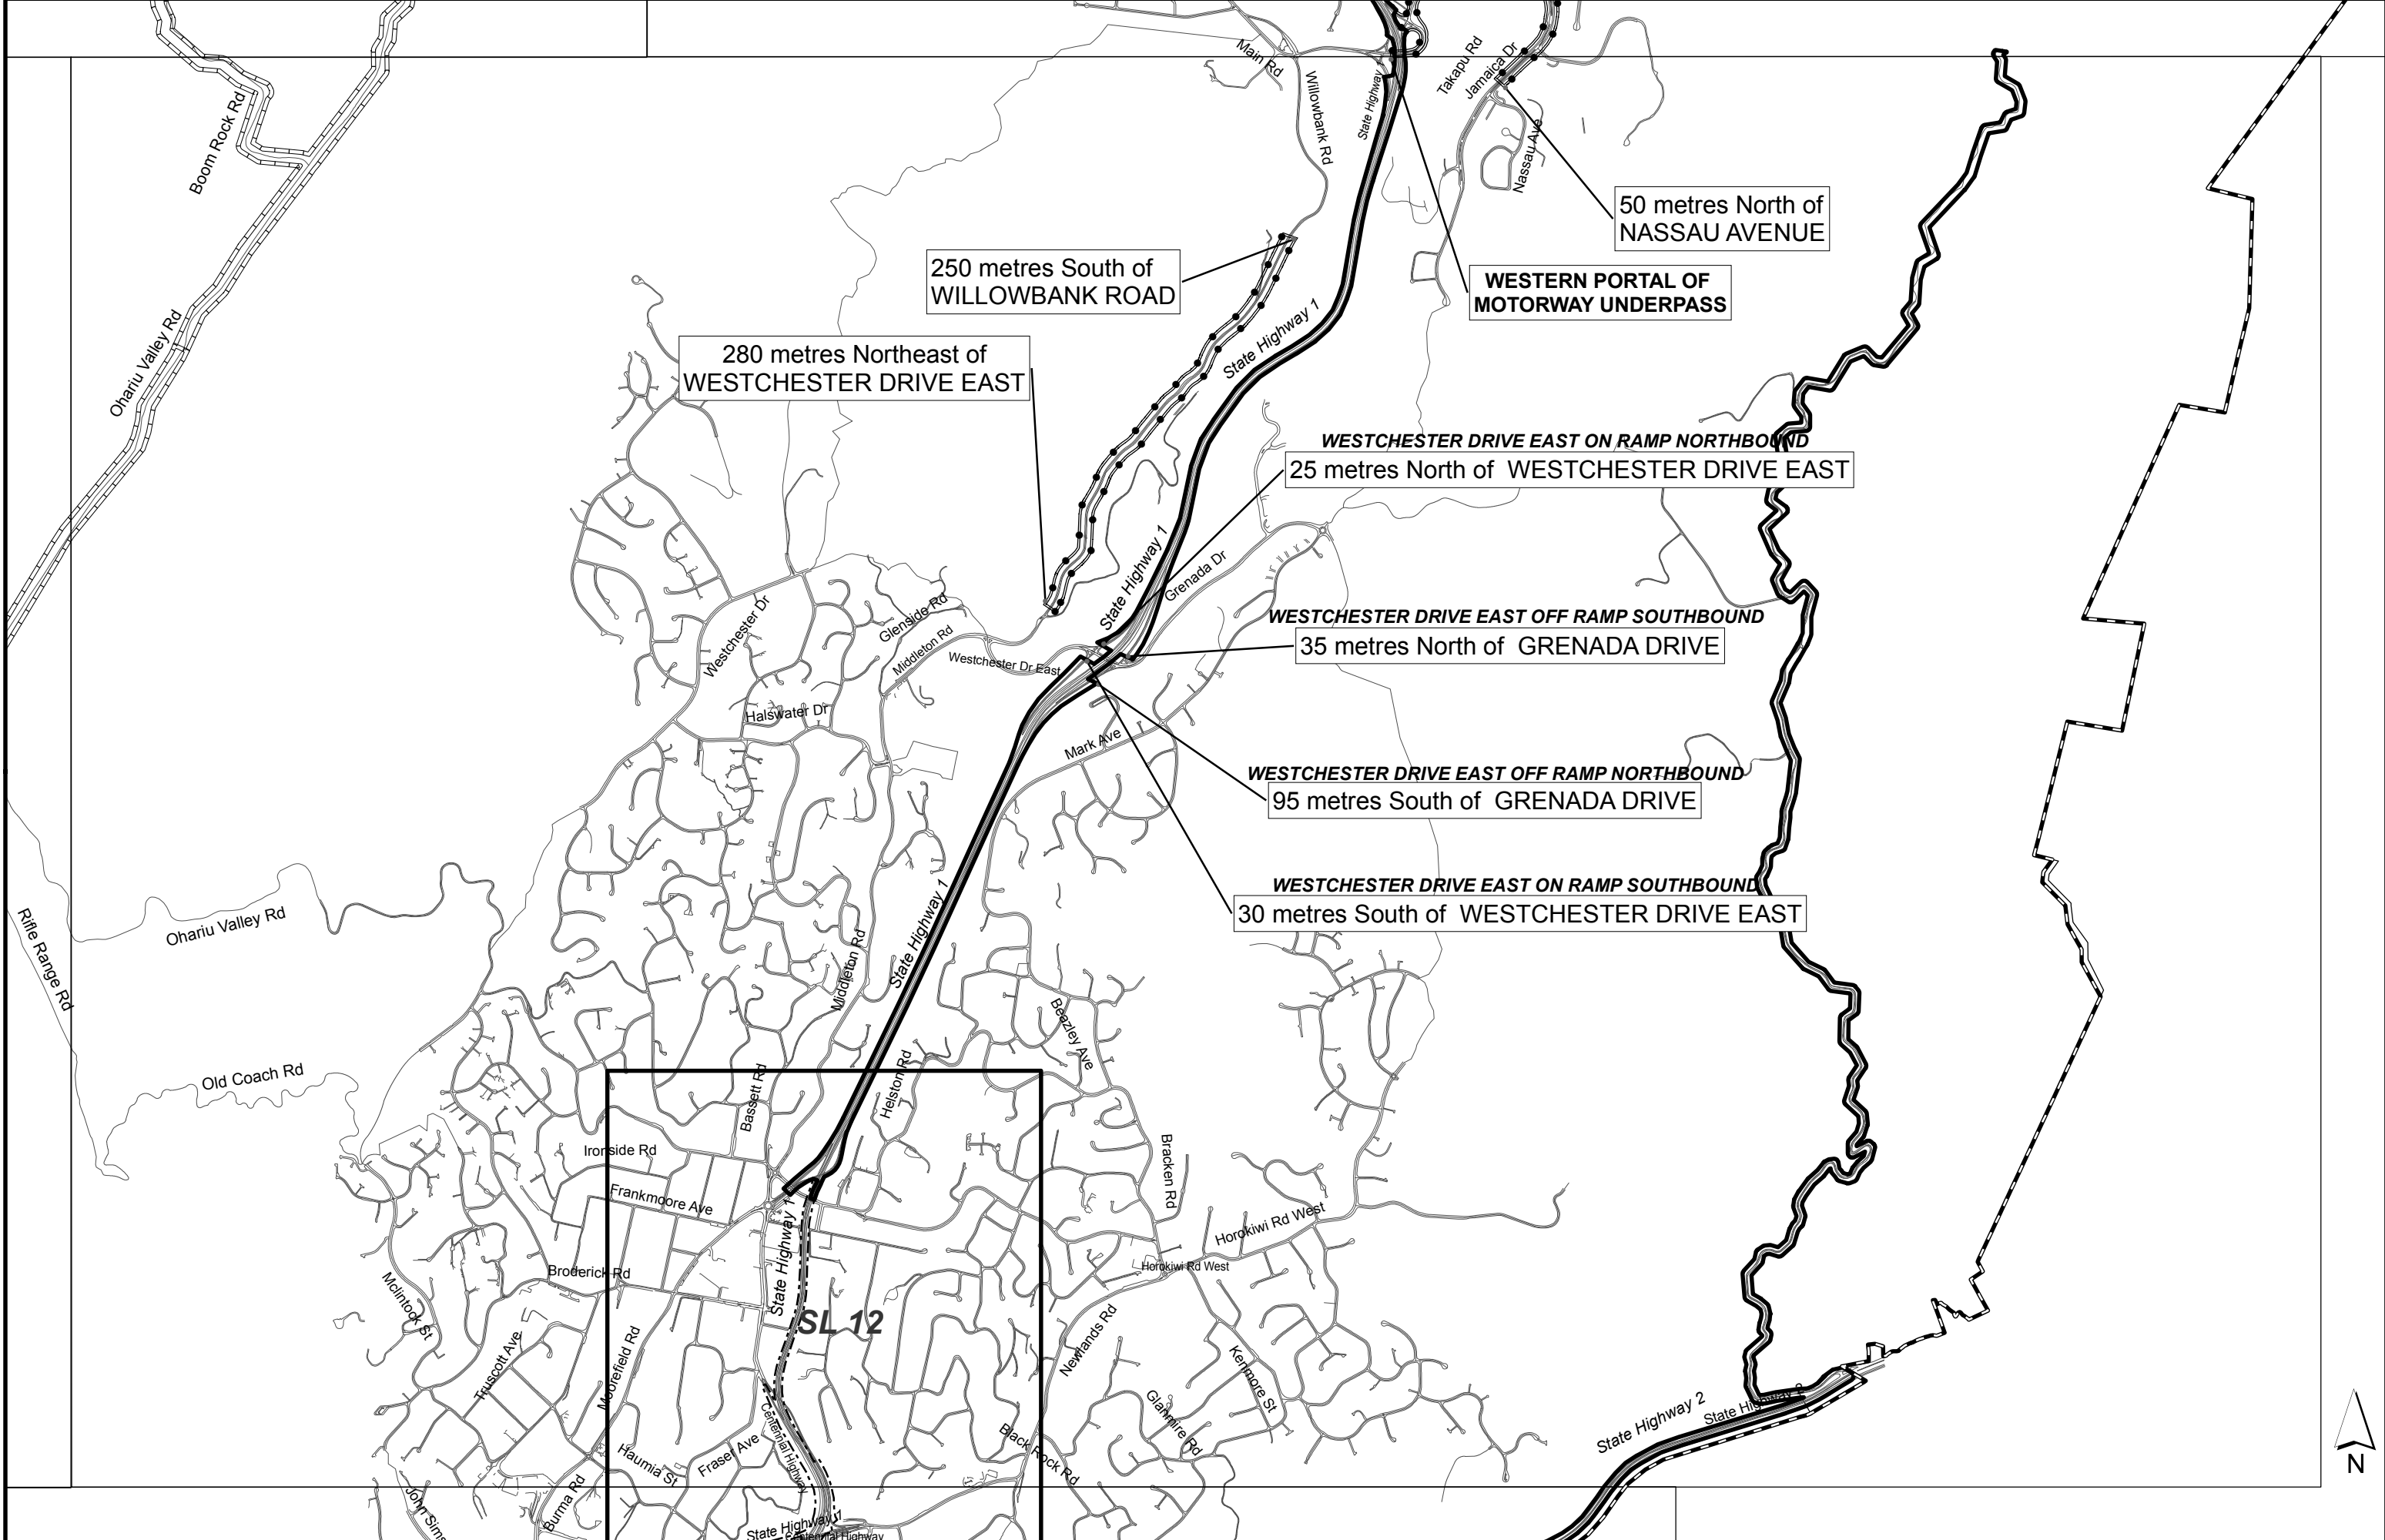 Main Rd
Boom Rock Rd
Willowbank Rd
State Highway
Takapu Rd
Jamaica Dr
Nassau Ave
50 metres North of
NASSAU AVENUE
250 metres South of
WILLOWBANK ROAD
WESTERN PORTAL OF
MOTORWAY UNDERPASS
Ohariu Valley Rd
280 metres Northeast of
WESTCHESTER DRIVE EAST
State Highway 1
WESTCHESTER DRIVE EAST ON RAMP NORTHBOUND
25 metres North of WESTCHESTER DRIVE EAST
State Highway 1
Grenada Dr
WESTCHESTER DRIVE EAST OFF RAMP SOUTHBOUND
35 metres North of GRENADA DRIVE
Westchester Dr
Glenside Rd
Middleton Rd
Westchester Dr East
Halswater Dr
Mark Ave
WESTCHESTER DRIVE EAST OFF RAMP NORTHBOUND
95 metres South of GRENADA DRIVE
WESTCHESTER DRIVE EAST ON RAMP SOUTHBOUND
30 metres South of WESTCHESTER DRIVE EAST
Ohariu Valley Rd
Rifle Range Rd
Middleton Rd
State Highway 1
Beazley Ave
Old Coach Rd
Bassett Rd
Helston Rd
Ironside Rd
Bracken Rd
Frankmoore Ave
State Highway 1
Horokiwi Rd West
Horokiwi Rd West
Broderick Rd
Mclintock St
SL 12
Truscott Ave
Moorefield Rd
Newlands Rd
Kenmore St
Glanmire Rd
State Highway 2
State Highway 2
Centennial Highway
Haumia St
Fraser Ave
Black Rock Rd
Burma Rd
John Sims
State Highway 1
Centennial Highway
N